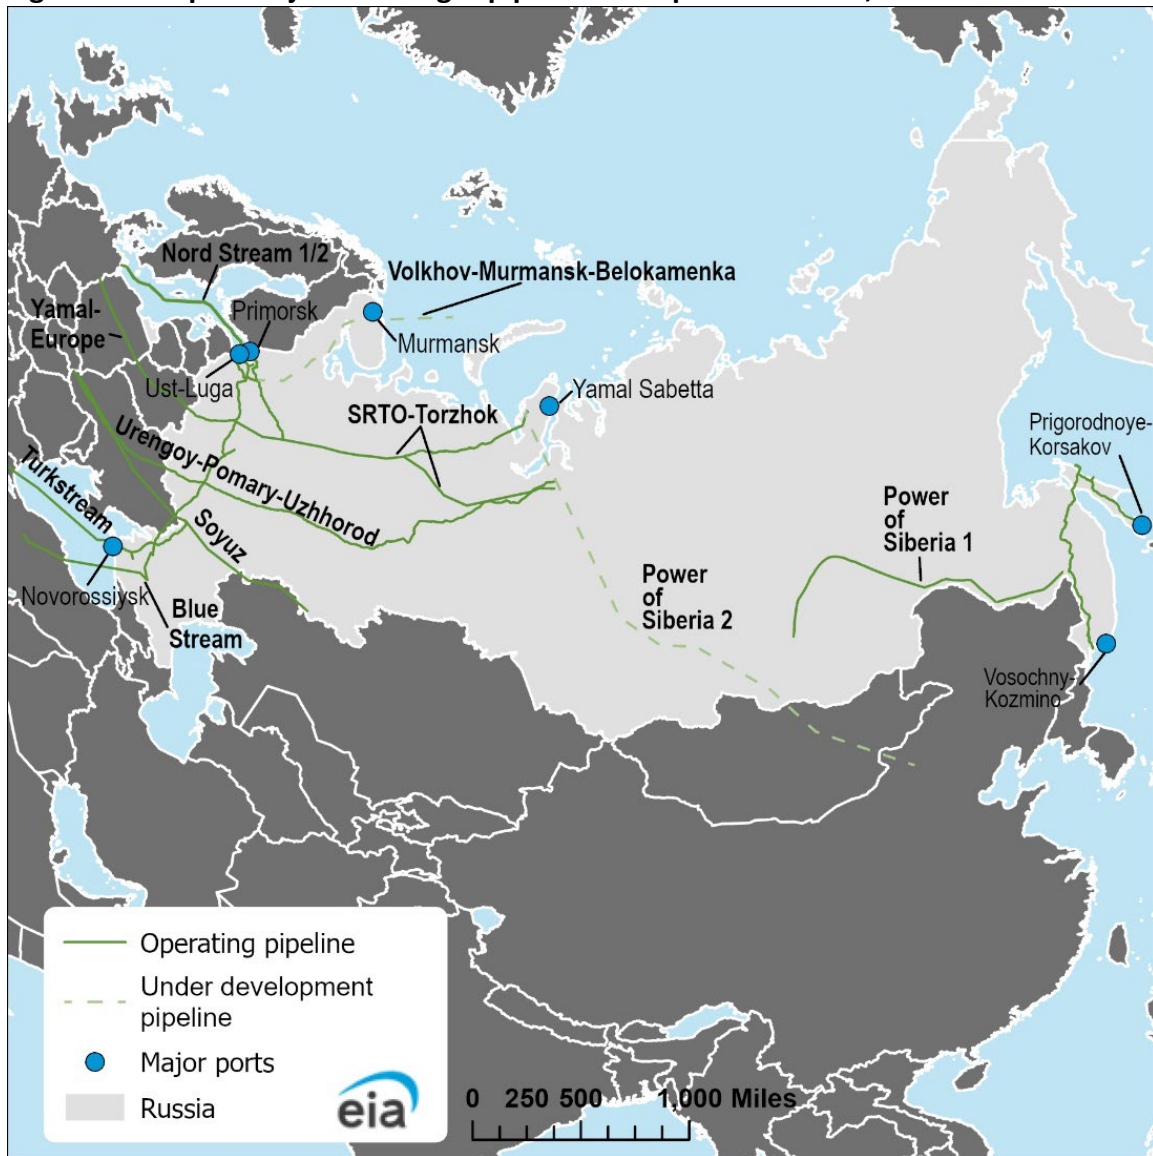 Nord Stream 1/2
Volkhov-Murmansk-Belokamenka
Yamal-
Europe
Primorsk
Murmansk
Ust-Luga
Yamal Sabetta
SRTO-Torzhok
Prigorodnoye-
Korsakov
Urengoy-Pomary-Uzhhorod
Turkstream
Soyuz
Power
of
Siberia 1
Novorossiysk
Blue
Stream
Power
of
Siberia 2
Vosochny-
Kozmino
Operating pipeline
Under development
pipeline
Major ports
Russia
eia
0 250 500 1,000 Miles